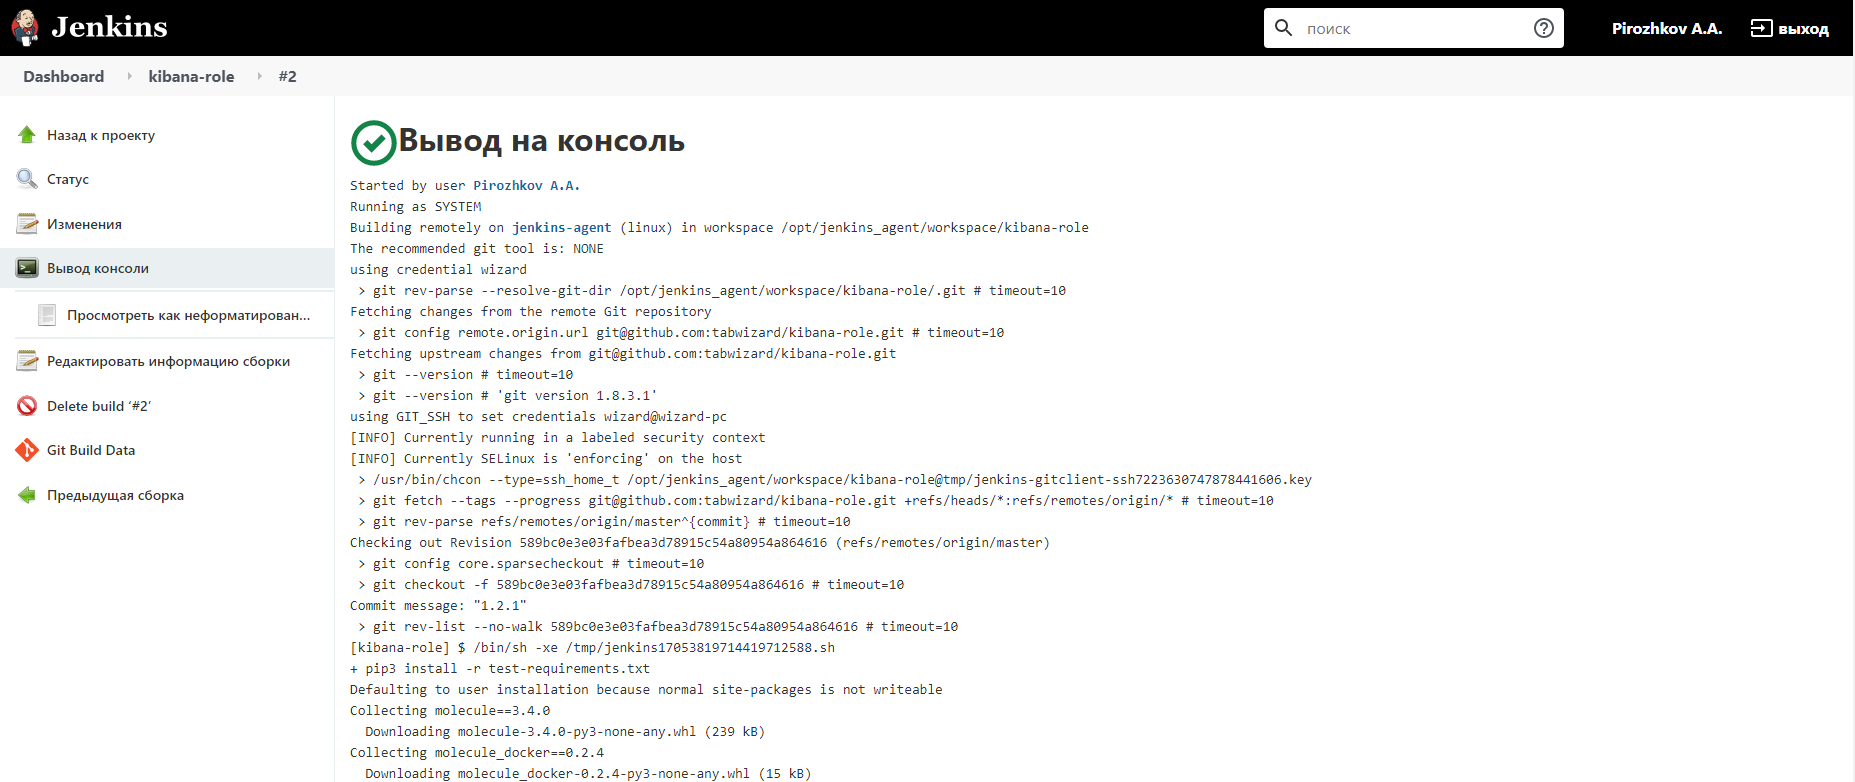 Jenkins
поиск
Pirozhkov A.A.
выход
Dashboard
kibana-role
#2
Назад к проекту
Статус
Изменения
Вывод консоли
Просмотреть как неформатирован...
Редактировать информацию сборки
Delete build ‘#2’
Git Build Data
Предыдущая сборка
Вывод на консоль
Started by user Pirozhkov A.A.
Running as SYSTEM
Building remotely on jenkins-agent (linux) in workspace /opt/jenkins_agent/workspace/kibana-role
The recommended git tool is: NONE
using credential wizard
> git rev-parse --resolve-git-dir /opt/jenkins_agent/workspace/kibana-role/.git # timeout=10
Fetching changes from the remote Git repository
> git config remote.origin.url git@github.com:tabwizard/kibana-role.git # timeout=10
Fetching upstream changes from git@github.com:tabwizard/kibana-role.git
> git --version # timeout=10
> git --version # 'git version 1.8.3.1'
using GIT_SSH to set credentials wizard@wizard-pc
[INFO] Currently running in a labeled security context
[INFO] Currently SELinux is 'enforcing' on the host
> /usr/bin/chcon --type=ssh_home_t /opt/jenkins_agent/workspace/kibana-role@tmp/jenkins-gitclient-ssh7223630747878441606.key
> git fetch --tags --progress git@github.com:tabwizard/kibana-role.git +refs/heads/*:refs/remotes/origin/* # timeout=10
> git rev-parse refs/remotes/origin/master^{commit} # timeout=10
Checking out Revision 589bc0e3e03fafbea3d78915c54a80954a864616 (refs/remotes/origin/master)
> git config core.sparsecheckout # timeout=10
> git checkout -f 589bc0e3e03fafbea3d78915c54a80954a864616 # timeout=10
Commit message: "1.2.1"
> git rev-list --no-walk 589bc0e3e03fafbea3d78915c54a80954a864616 # timeout=10
[kibana-role] $ /bin/sh -xe /tmp/jenkins17053819714419712588.sh
+ pip3 install -r test-requirements.txt
Defaulting to user installation because normal site-packages is not writeable
Collecting molecule==3.4.0
Downloading molecule-3.4.0-py3-none-any.whl (239 kB)
Collecting molecule_docker==0.2.4
Downloading molecule_docker-0.2.4-py3-none-any.whl (15 kB)